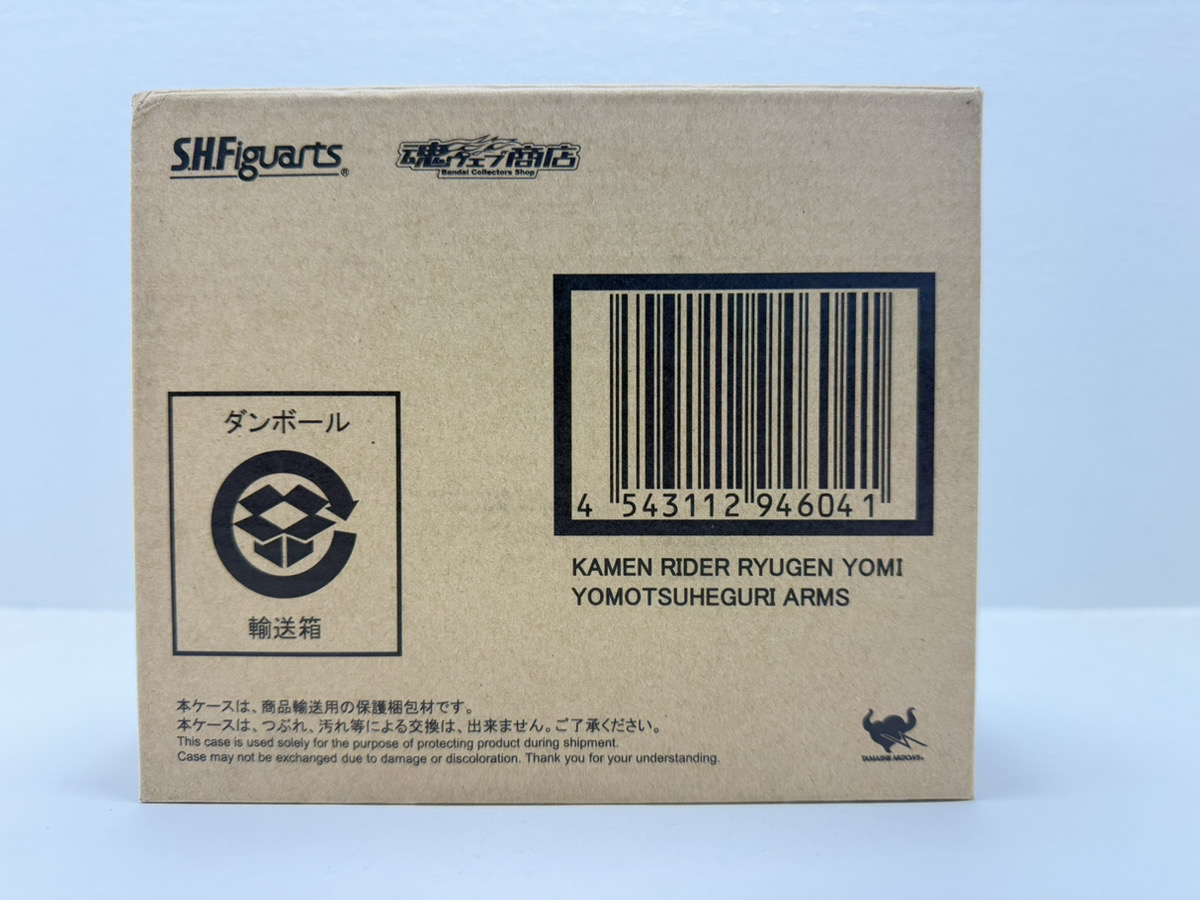 S.H.Figuarts®
魂ウェブ商店
Bandai Collectors Shop
4 543112 946041
KAMEN RIDER RYUGEN YOMI
YOMOTSUHEGURI ARMS
ダンボール
輸送箱
本ケースは、商品輸送用の保護梱包材です。
本ケースは、つぶれ、汚れ等による交換は、出来ません。ご了承ください。
This case is used solely for the purpose of protecting product during shipment.
Case may not be exchanged due to damage or discoloration. Thank you for your understanding.
TAMASHII NATIONS